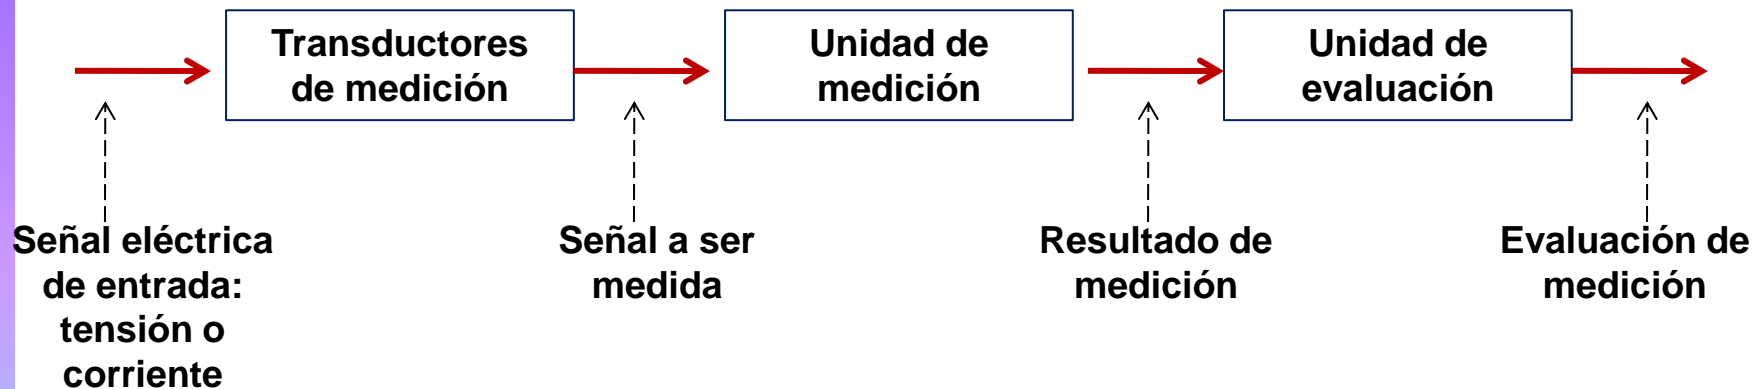 Transductores
de medición
Unidad de
medición
Unidad de
evaluación
Señal eléctrica
de entrada:
tensión o
corriente
Señal a ser
medida
Resultado de
medición
Evaluación de
medición